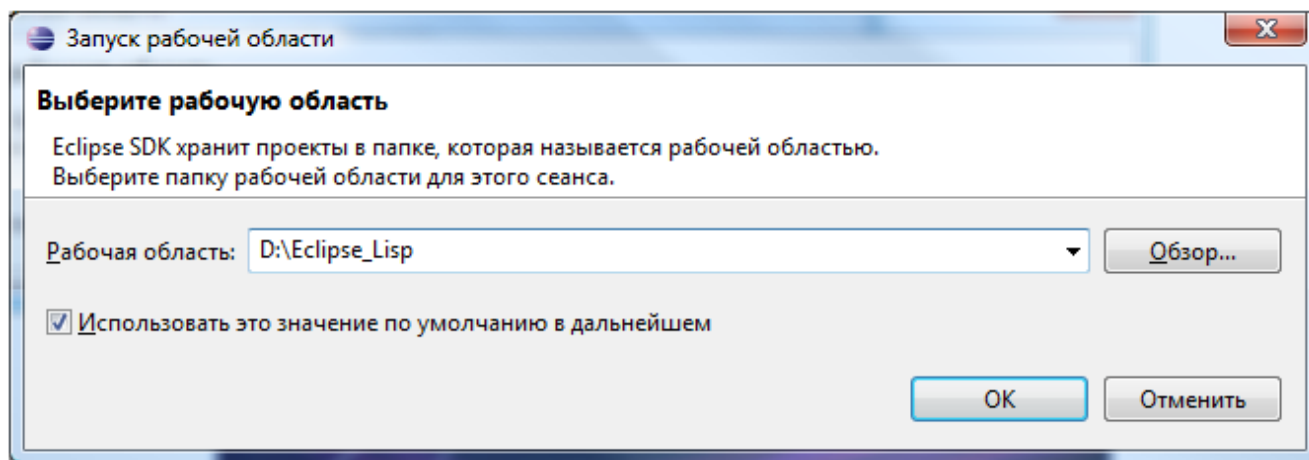 Запуск рабочей области
Выберите рабочую область
Eclipse SDK хранит проекты в папке, которая называется рабочей областью.
Выберите папку рабочей области для этого сеанса.
Рабочая область: D:\Eclipse_Lisp Обзор...
Использовать это значение по умолчанию в дальнейшем
ОК Отменить